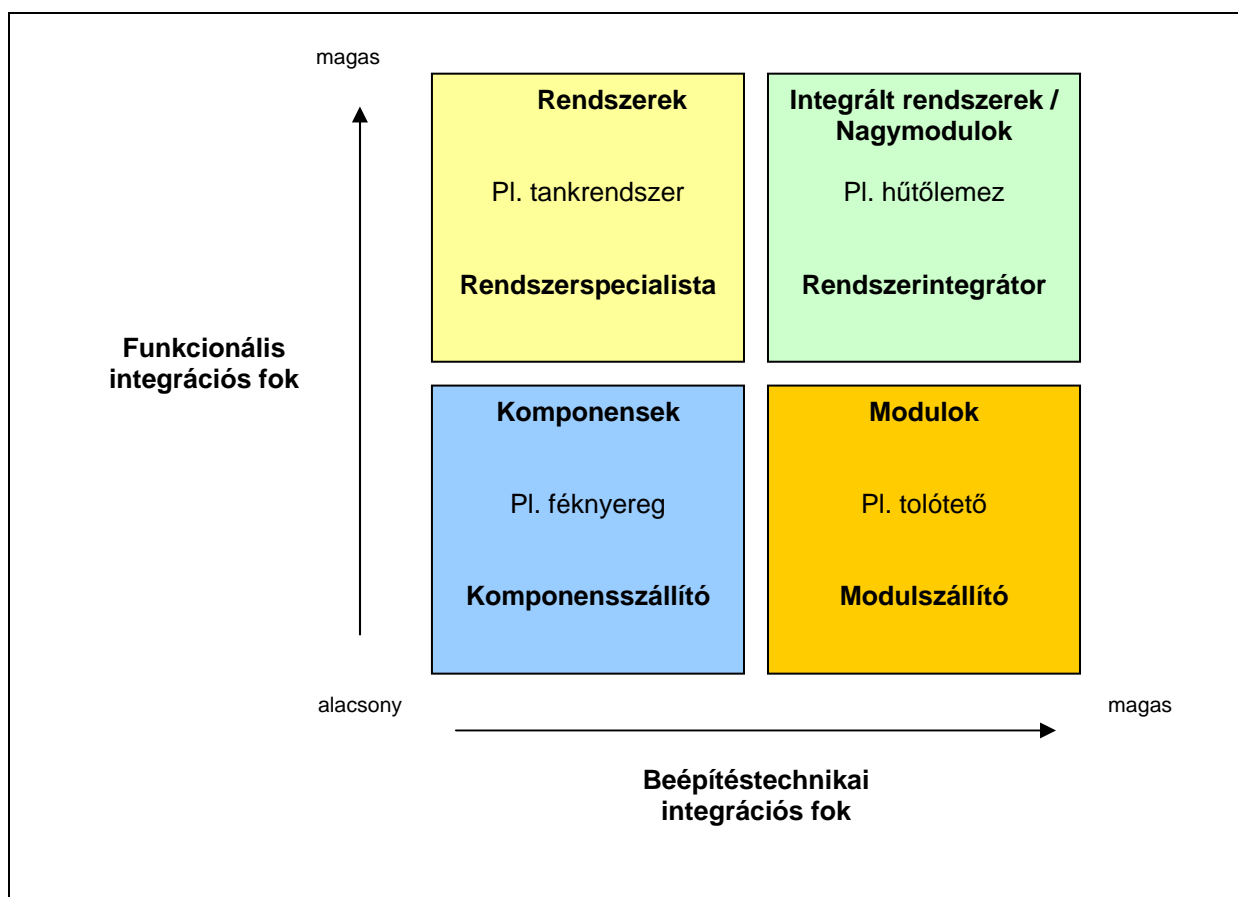 magas
Rendszerek
Pl. tankrendszer
Rendszerspecialista
Integrált rendszerek /
Nagymodulok
Pl. hűtőlemez
Rendszerintegrátor
Funkcionális
integrációs fok
Komponensek
Pl. féknyereg
Komponensszállító
Modulok
Pl. tolótető
Modulszállító
alacsony
magas
Beépítéstechnikai
integrációs fok